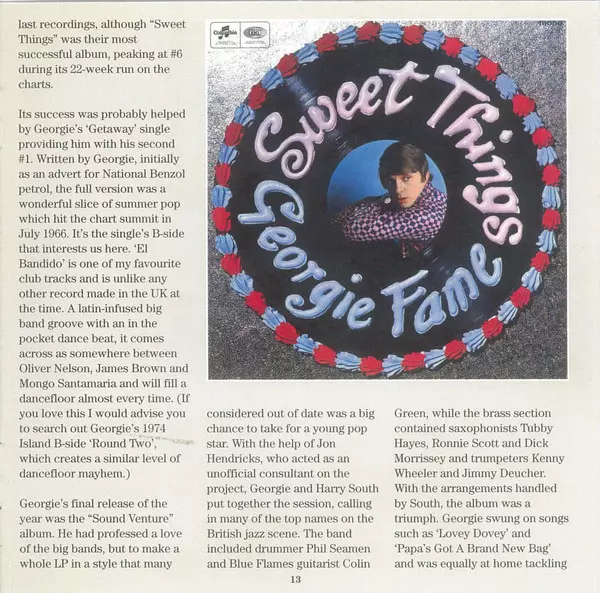 last recordings, although “Sweet
Things” was their most
successful album, peaking at #6
during its 22-week run on the
charts.
Its success was probably helped
by Georgie’s ‘Getaway’ single
providing him with his second
#1. Written by Georgie, initially
as an advert for National Benzol
petrol, the full version was a
wonderful slice of summer pop
which hit the chart summit in
July 1966. It’s the single’s B-side
that interests us here. ‘El
Bandido’ is one of my favourite
club tracks and is unlike any
other record made in the UK at
the time. A latin-infused big
band groove with an in the
pocket dance beat, it comes
across as somewhere between
Oliver Nelson, James Brown and
Mongo Santamaria and will fill a
dancefloor almost every time. (If
you love this I would advise you
to search out Georgie’s 1974
Island B-side ‘Round Two’,
which creates a similar level of
dancefloor mayhem.)
Georgie’s final release of the
year was the “Sound Venture”
album. He had professed a love
of the big bands, but to make a
whole LP in a style that many
Columbia
EMI
mono
Sweet Things
Georgie Fame
considered out of date was a big
chance to take for a young pop
star. With the help of Jon
Hendricks, who acted as an
unofficial consultant on the
project, Georgie and Harry South
put together the session, calling
in many of the top names on the
British jazz scene. The band
included drummer Phil Seamen
and Blue Flames guitarist Colin
Green, while the brass section
contained saxophonists Tubby
Hayes, Ronnie Scott and Dick
Morrissey and trumpeters Kenny
Wheeler and Jimmy Deucher.
With the arrangements handled
by South, the album was a
triumph. Georgie swung on songs
such as ‘Lovey Dovey’ and
‘Papa’s Got A Brand New Bag’
and was equally at home tackling
13